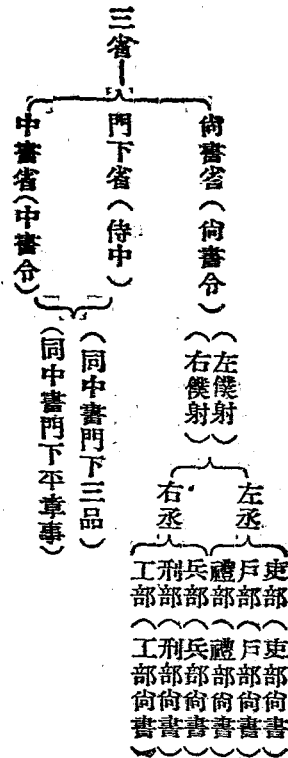 三省
尚書省(尚書令)
(左僕射
右僕射)
左丞
吏部(吏部尚書)
戶部(戶部尚書)
禮部(禮部尚書)
右丞
兵部(兵部尚書)
刑部(刑部尚書)
工部(工部尚書)
門下省(侍中)
中書省(中書令)
(同中書門下三品)
(同中書門下平章事)